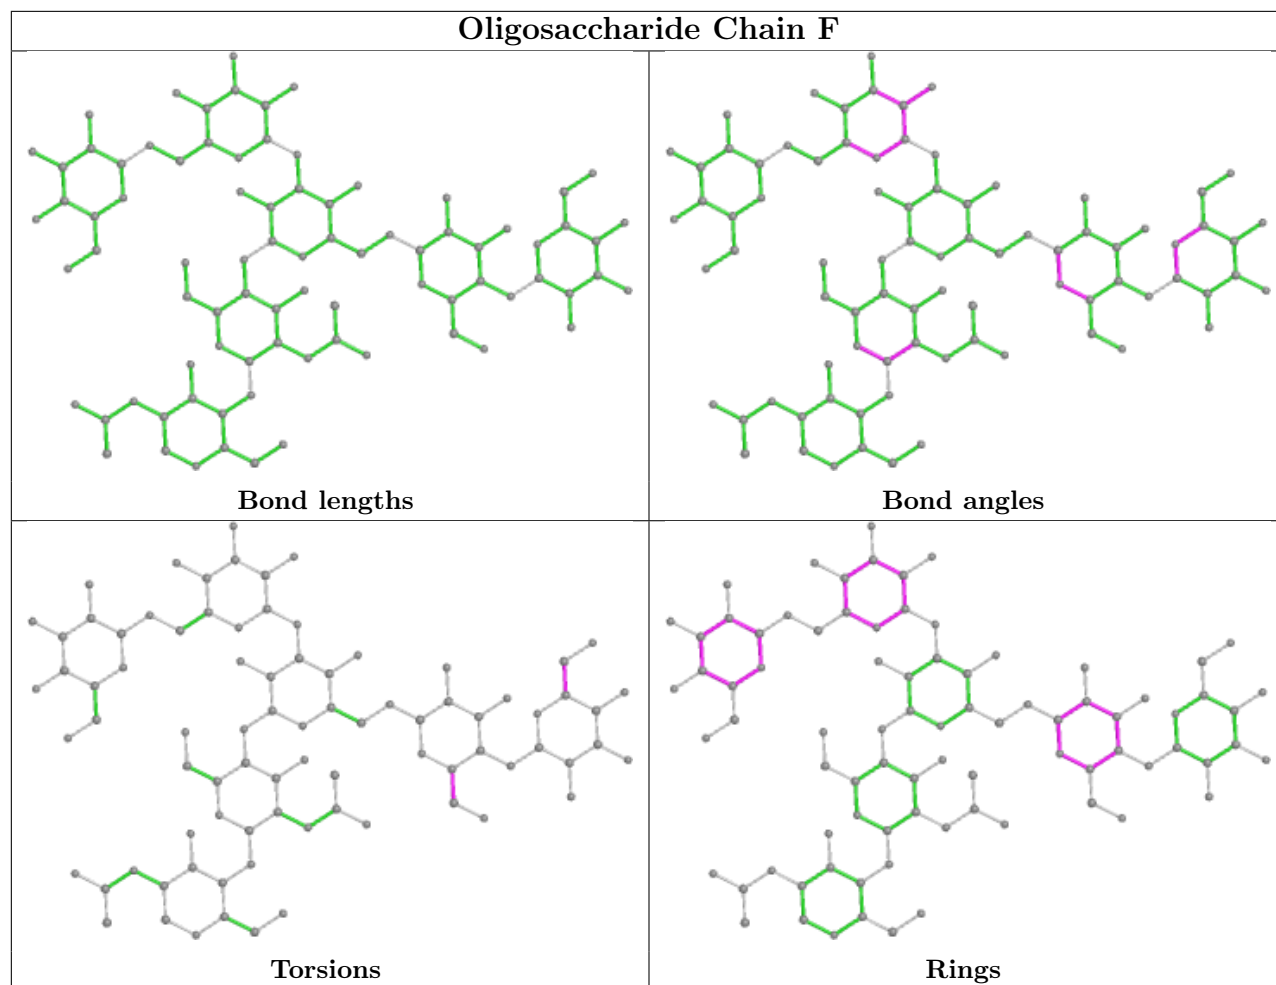 Oligosaccharide Chain F
Bond lengths
Bond angles
Torsions
Rings